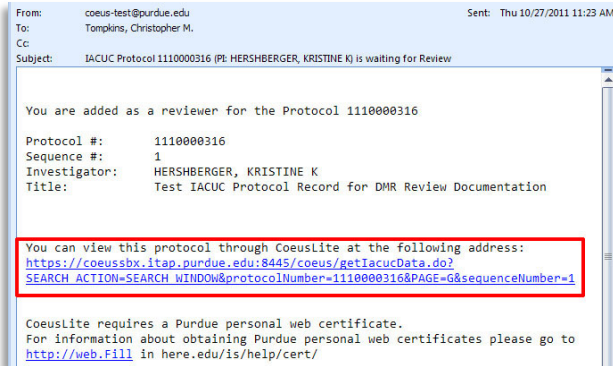 From: coeus-test@purdue.edu Sent: Thu 10/27/2011 11:23 AM
To: Tompkins, Christopher M.
Cc:
Subject: IACUC Protocol 1110000316 (PI: HERSHBERGER, KRISTINE K) is waiting for Review
You are added as a reviewer for the Protocol 1110000316
Protocol #: 1110000316
Sequence #: 1
Investigator: HERSHBERGER, KRISTINE K
Title: Test IACUC Protocol Record for DMR Review Documentation
You can view this protocol through CoeusLite at the following address:
https://coeussbx.itap.purdue.edu:8445/coeus/getIacucData.do?
SEARCH_ACTION=SEARCH_WINDOW&protocolNumber=1110000316&PAGE=G&sequenceNumber=1
CoeusLite requires a Purdue personal web certificate.
For information about obtaining Purdue personal web certificates please go to
http://web.Fill in here.edu/is/help/cert/